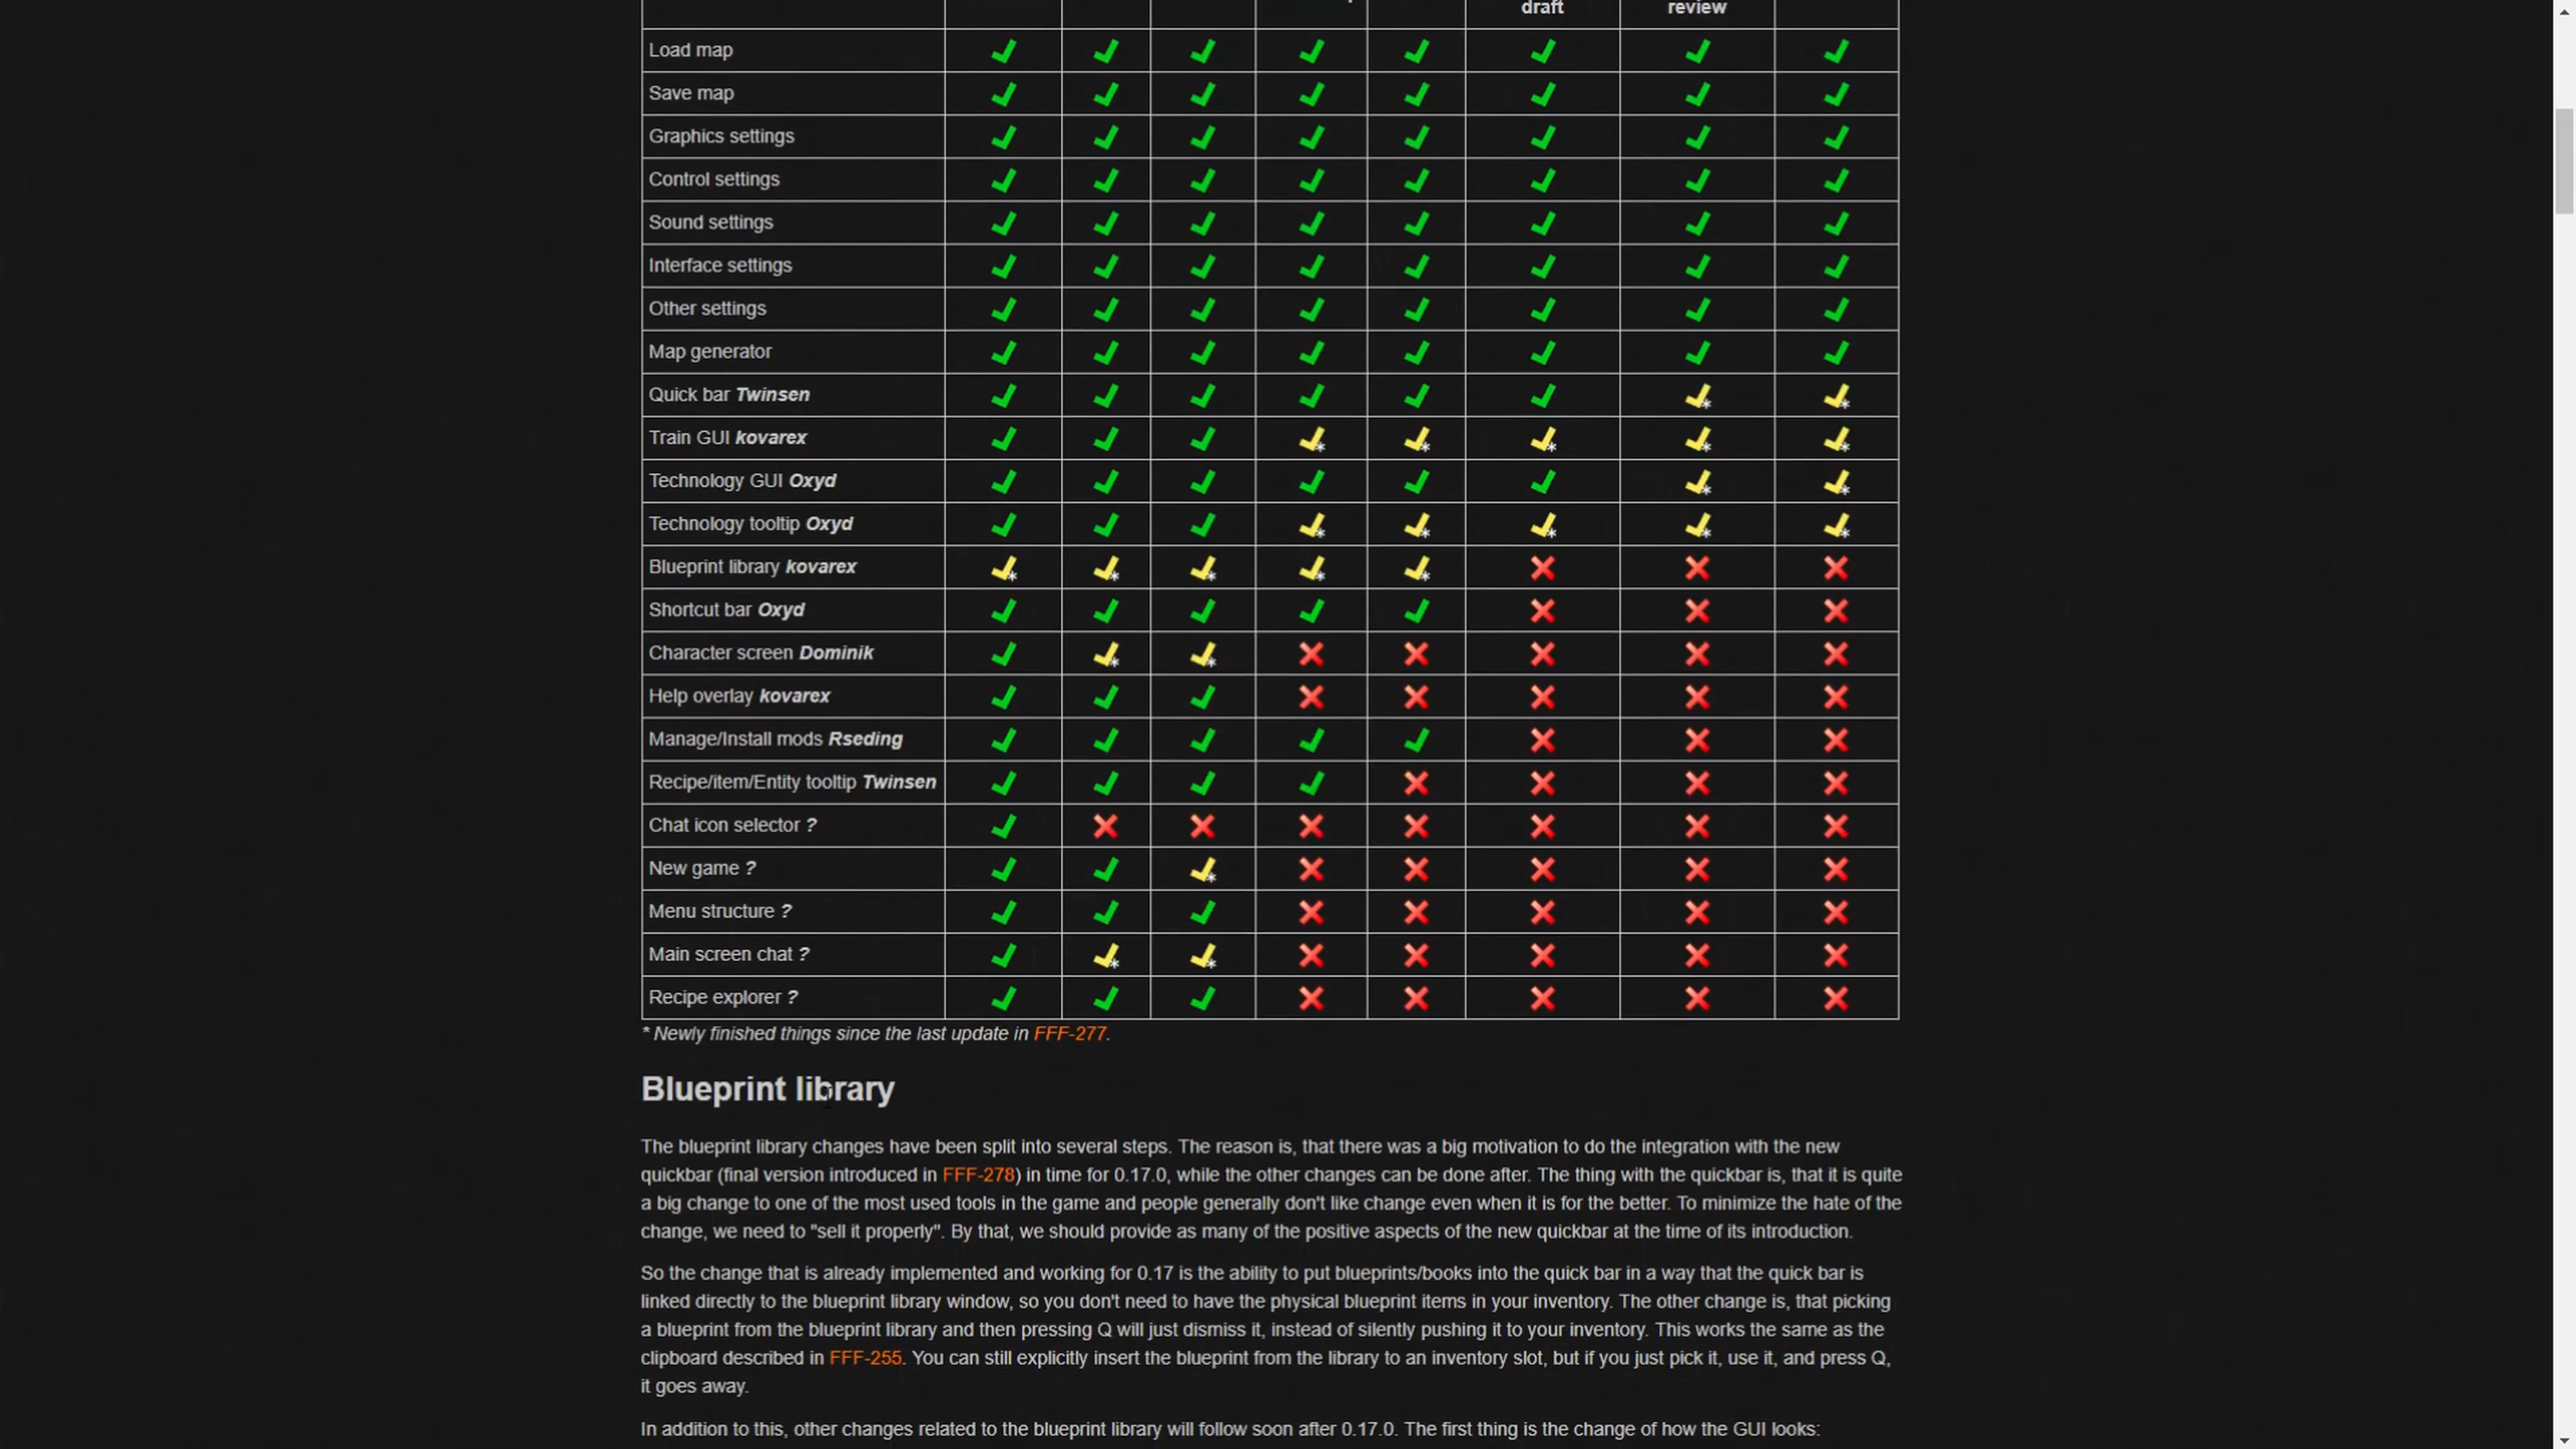 draft review
Load map
Save map
Graphics settings
Control settings
Sound settings
Interface settings
Other settings
Map generator
Quick bar Twinsen
Train GUI kovarex
Technology GUI Oxyd
Technology tooltip Oxyd
Blueprint library kovarex
Shortcut bar Oxyd
Character screen Dominik
Help overlay kovarex
Manage/Install mods Rseding
Recipe/item/Entity tooltip Twinsen
Chat icon selector ?
New game ?
Menu structure ?
Main screen chat ?
Recipe explorer ?
* Newly finished things since the last update in FFF-277.
Blueprint library
The blueprint library changes have been split into several steps. The reason is, that there was a big motivation to do the integration with the new
quickbar (final version introduced in FFF-278) in time for 0.17.0, while the other changes can be done after. The thing with the quickbar is, that it is quite
a big change to one of the most used tools in the game and people generally don't like change even when it is for the better. To minimize the hate of the
change, we need to "sell it properly". By that, we should provide as many of the positive aspects of the new quickbar at the time of its introduction.
So the change that is already implemented and working for 0.17 is the ability to put blueprints/books into the quick bar in a way that the quick bar is
linked directly to the blueprint library window, so you don't need to have the physical blueprint items in your inventory. The other change is, that picking
a blueprint from the blueprint library and then pressing Q will just dismiss it, instead of silently pushing it to your inventory. This works the same as the
clipboard described in FFF-255. You can still explicitly insert the blueprint from the library to an inventory slot, but if you just pick it, use it, and press Q,
it goes away.
In addition to this, other changes related to the blueprint library will follow soon after 0.17.0. The first thing is the change of how the GUI looks: